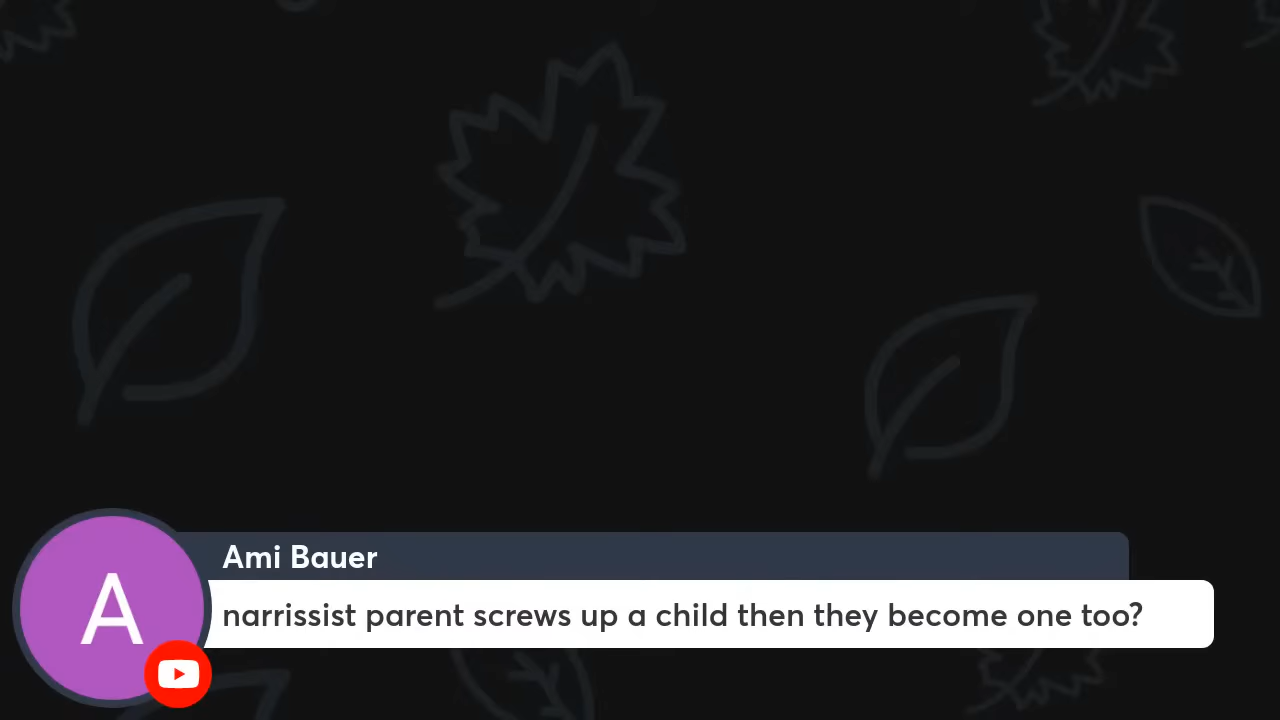 A
Ami Bauer
narrissist parent screws up a child then they become one too?